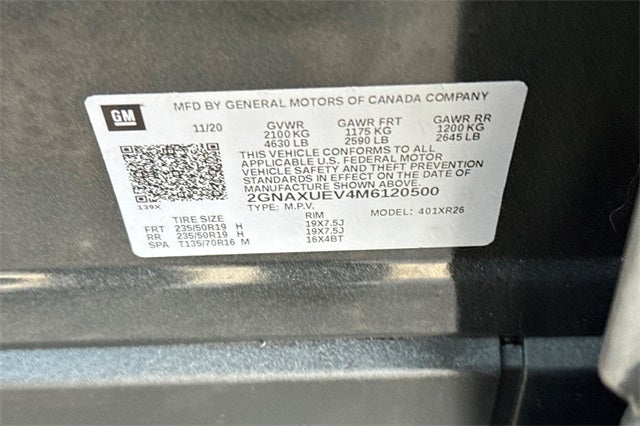 GM
MFD BY GENERAL MOTORS OF CANADA COMPANY
11/20 GVWR GAWR FRT GAWR RR
2100 KG 1175 KG 1200 KG
4630 LB 2590 LB 2645 LB
THIS VEHICLE CONFORMS TO ALL
APPLICABLE U.S. FEDERAL MOTOR
VEHICLE SAFETY AND THEFT PREVENTION
STANDARDS IN EFFECT ON THE DATE OF
MANUFACTURE SHOWN ABOVE.
139X 2GNAXUEV4M6120500
TYPE: M.P.V. MODEL: 401XR26
TIRE SIZE RIM
FRT 235/50R19 H 19X7.5J
RR 235/50R19 H 19X7.5J
SPA T135/70R16 M 16X4BT